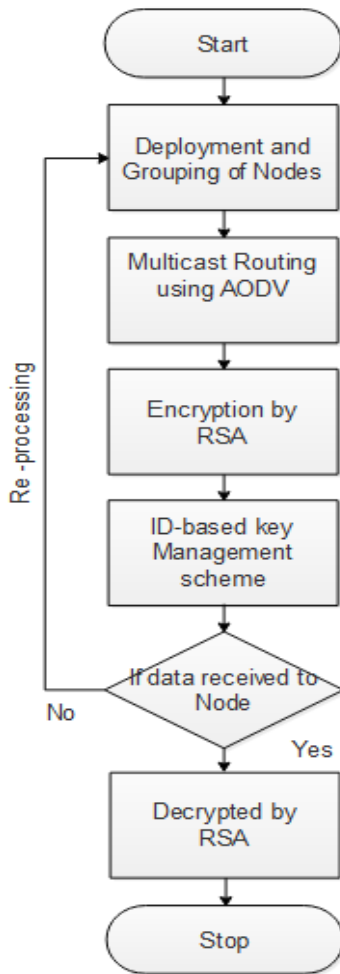 Start
Deployment and
Grouping of Nodes
Multicast Routing
using AODV
Re -processing
Encryption by
RSA
ID-based key
Management
scheme
If data received to
Node
No
Yes
Decrypted by
RSA
Stop